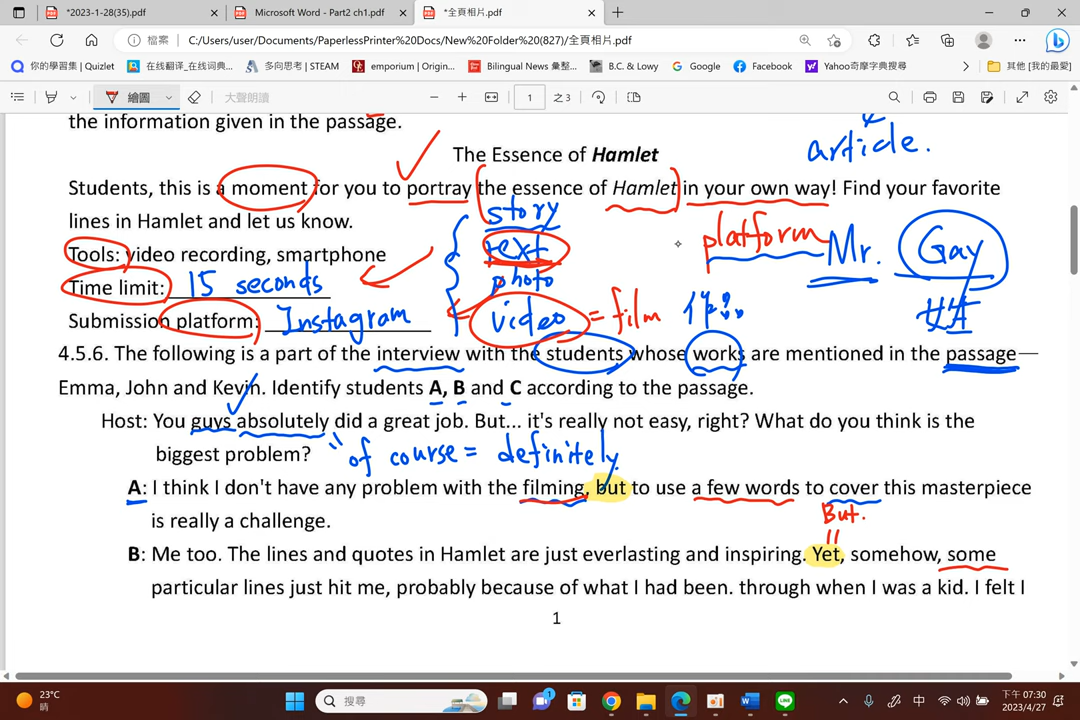 *2023-1-28(35).pdf
Microsoft Word - Part2 ch1.pdf
*全頁相片.pdf
檔案
C:/Users/user/Documents/PaperlessPrinter%20Docs/New%20Folder%20(827)/全頁相片.pdf
你的學習集 | Quizlet
在线翻译_在线词典...
多向思考 | STEAM
emporium | Origin...
Bilingual News 彙整...
B.C. & Lowy
Google
Facebook
Yahoo奇摩字典搜尋
其他 [我的最愛]
繪圖
大聲朗讀
1
之 3
the information given in the passage.
article.
The Essence of Hamlet
Students, this is a moment for you to portray the essence of Hamlet in your own way! Find your favorite
lines in Hamlet and let us know.
story
Tools: video recording, smartphone
text
platform
Mr. Gay
Time limit: 15 seconds
photo
Submission platform: Instagram
video = film
4.5.6. The following is a part of the interview with the students whose works are mentioned in the passage—
Emma, John and Kevin. Identify students A, B and C according to the passage.
Host: You guys absolutely did a great job. But... it's really not easy, right? What do you think is the
biggest problem?
of course = definitely
A: I think I don't have any problem with the filming, but to use a few words to cover this masterpiece
is really a challenge.
But.
B: Me too. The lines and quotes in Hamlet are just everlasting and inspiring. Yet, somehow, some
particular lines just hit me, probably because of what I had been. through when I was a kid. I felt I
1
23°C
陰
搜尋
中
下午 07:30
2023/4/27